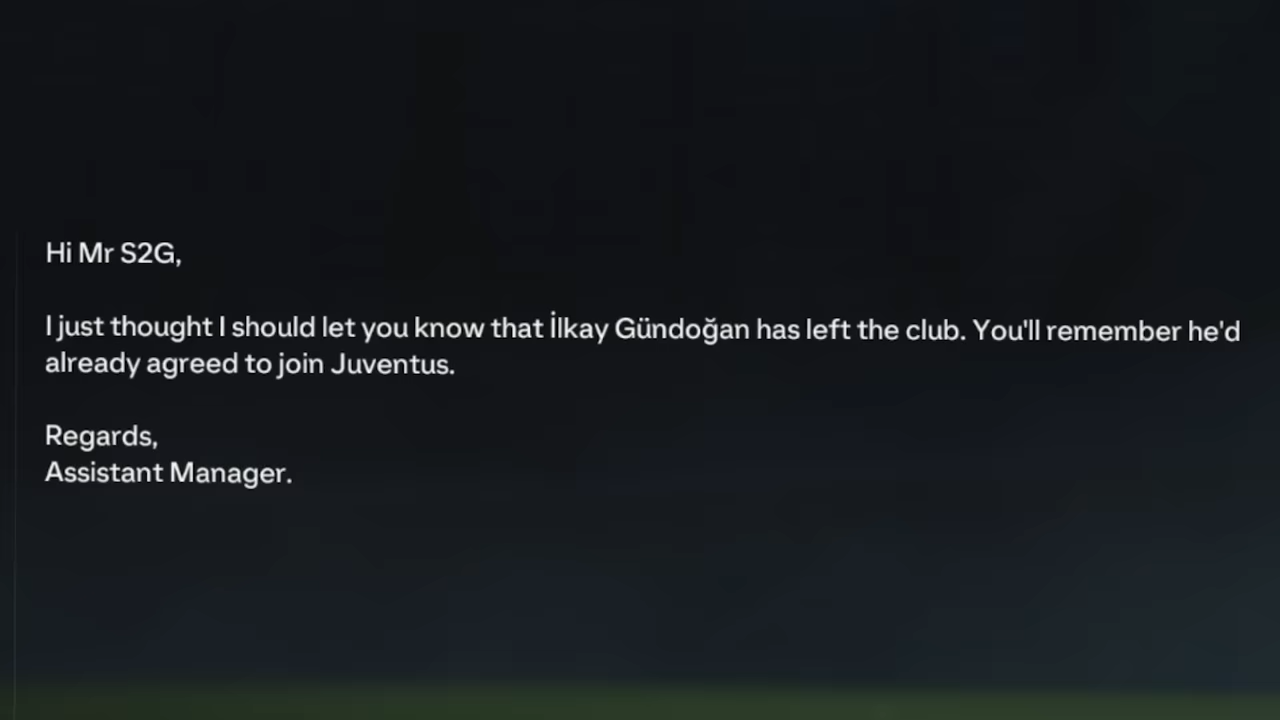 Hi Mr S2G,
I just thought I should let you know that İlkay Gündoğan has left the club. You'll remember he'd
already agreed to join Juventus.
Regards,
Assistant Manager.